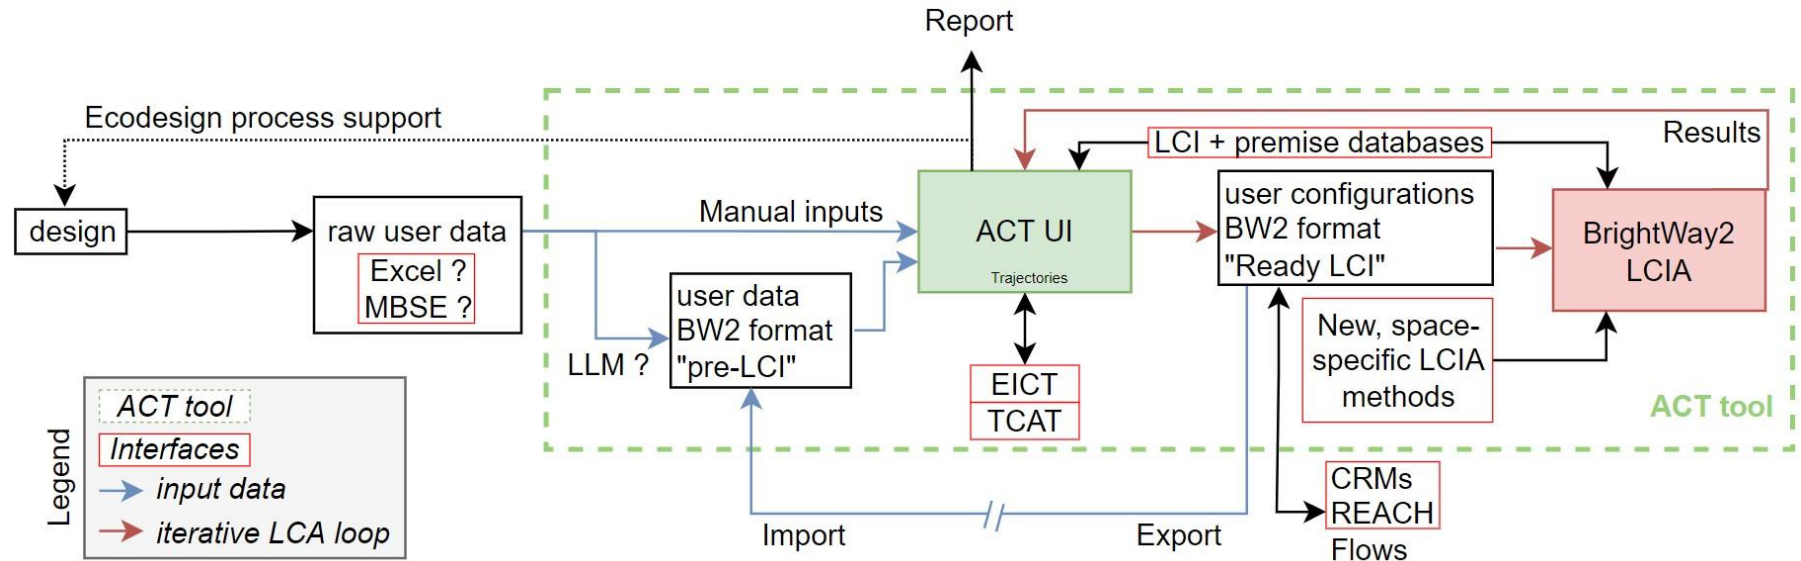 Report
Ecodesign process support
LCI + premise databases
Results
design
raw user data
Excel ?
MBSE ?
Manual inputs
LLM ?
user data
BW2 format
"pre-LCI"
ACT UI
Trajectories
EICT
TCAT
user configurations
BW2 format
"Ready LCI"
BrightWay2
LCIA
New, space-
specific LCIA
methods
ACT tool
CRMs
REACH
Flows
Import
Export
Legend
ACT tool
Interfaces
input data
iterative LCA loop